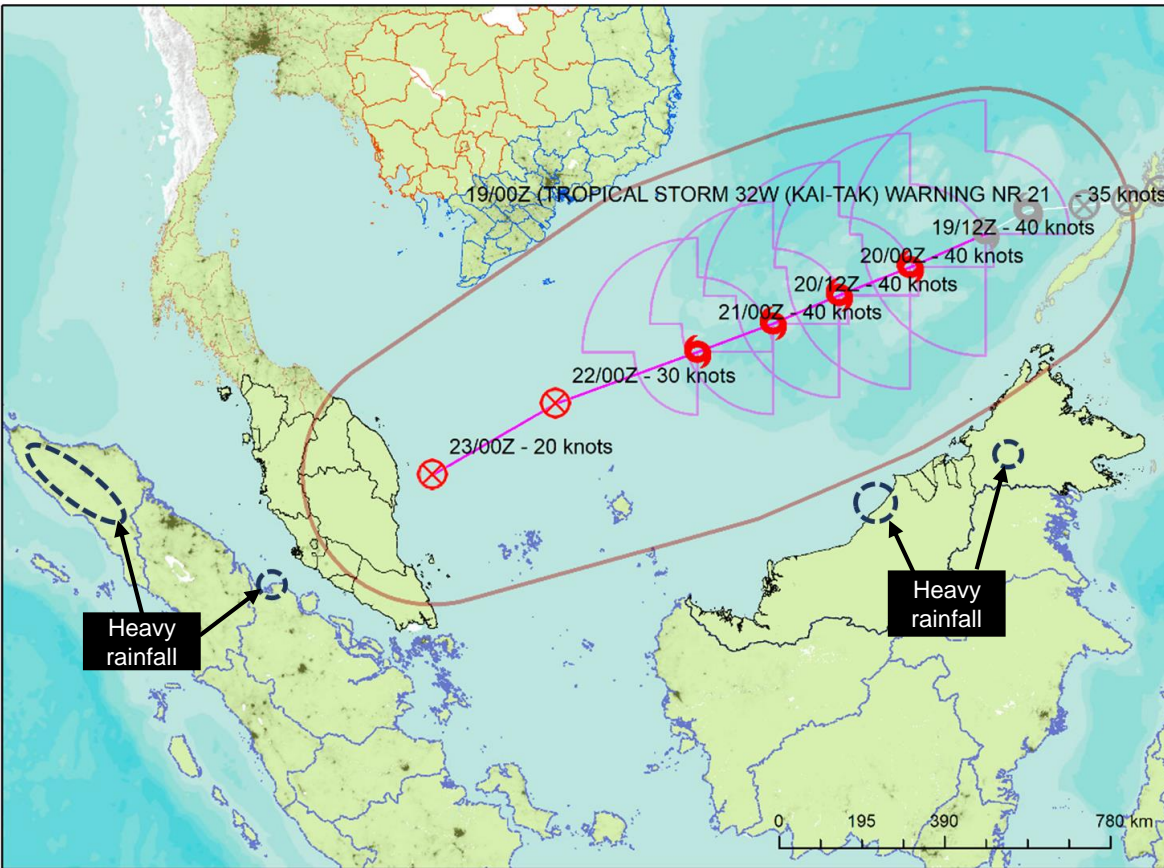 19/00Z (TROPICAL STORM 32W (KAI-TAK) WARNING NR 21
35 knots
19/12Z - 40 knots
20/00Z - 40 knots
20/12Z - 40 knots
21/00Z - 40 knots
22/00Z - 30 knots
23/00Z - 20 knots
Heavy
rainfall
Heavy
rainfall
0 195 390 780 km